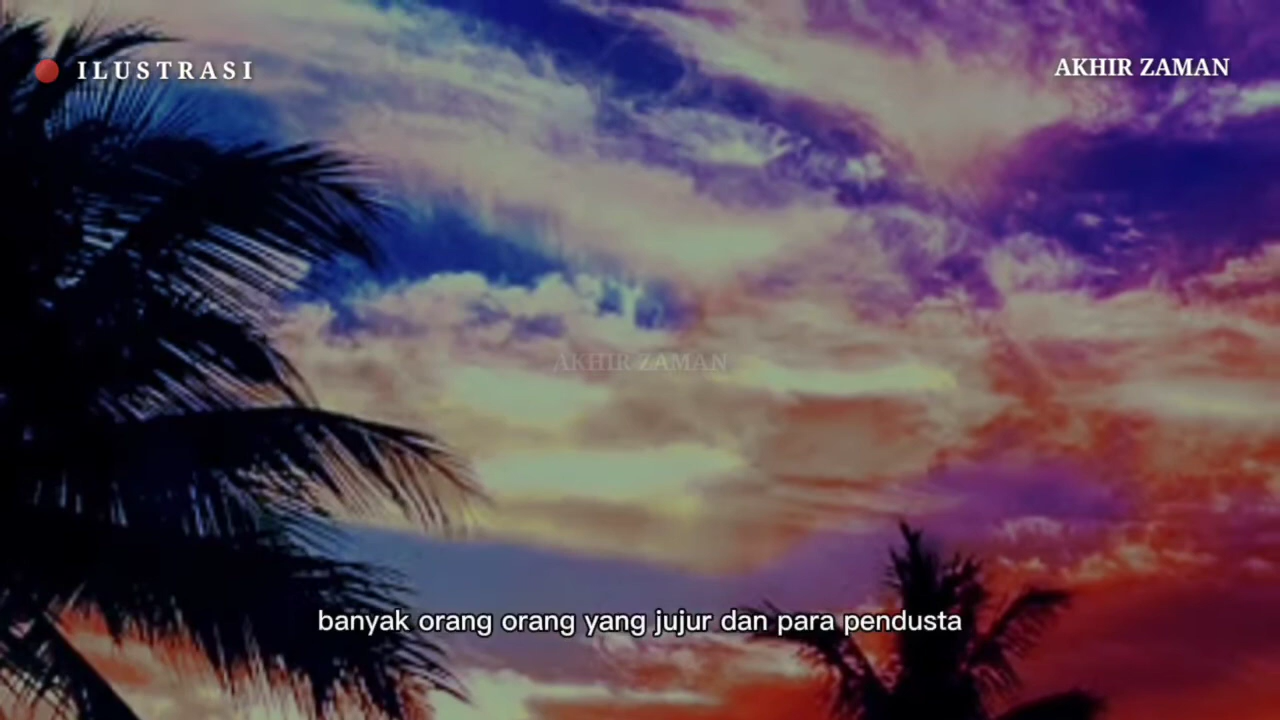 ILUSTRASI
AKHIR ZAMAN
AKHIR ZAMAN
banyak orang orang yang jujur dan para pendusta